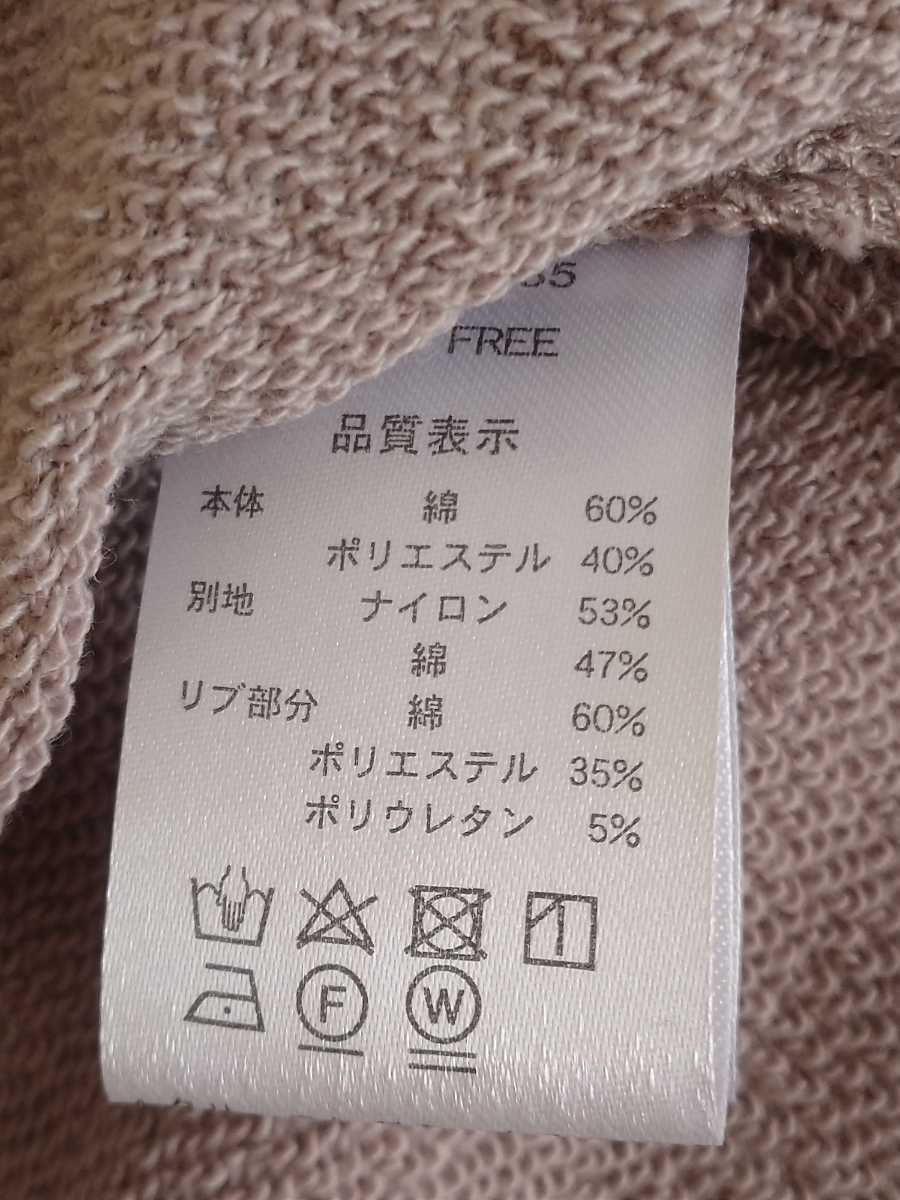 FREE
品質表示
本体 綿 60%
ポリエステル 40%
別地 ナイロン 53%
綿 47%
リブ部分 綿 60%
ポリエステル 35%
ポリウレタン 5%
F
W